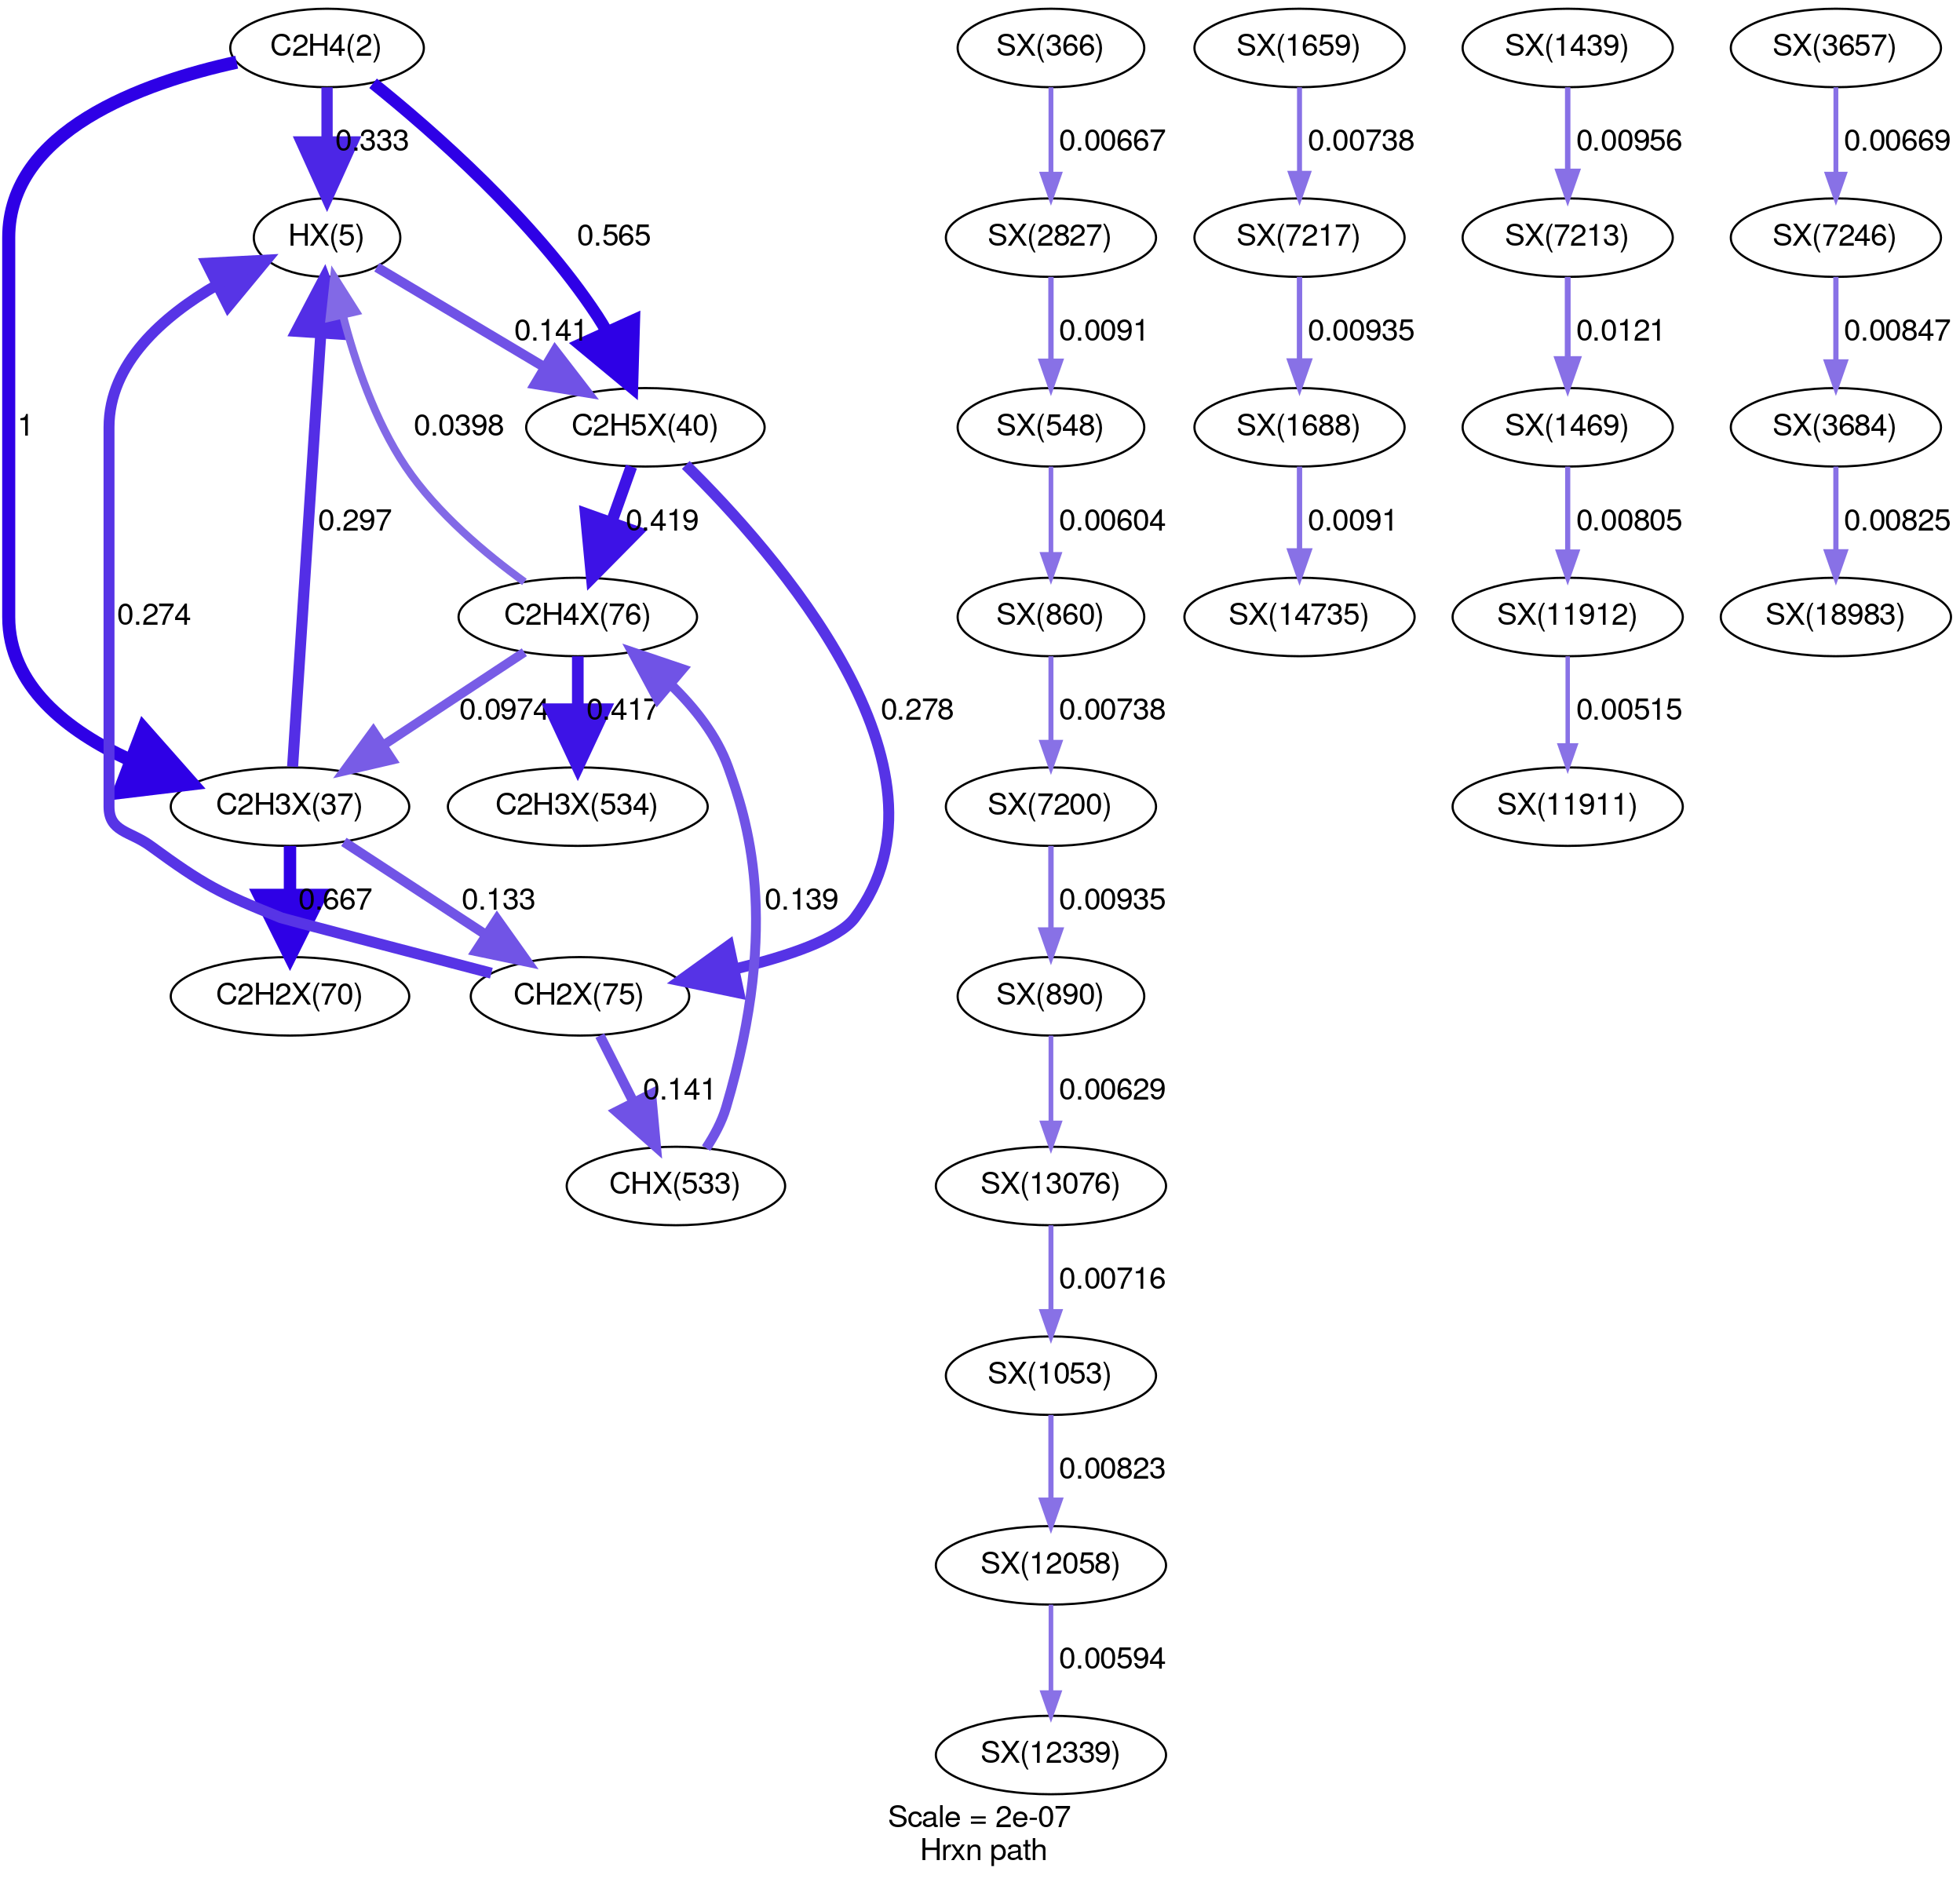 C2H4(2)
SX(366)
SX(1659)
SX(1439)
SX(3657)
0.333
0.00667
0.00738
0.00956
0.00669
HX(5)
0.565
SX(2827)
SX(7217)
SX(7213)
SX(7246)
0.141
0.0091
0.00935
0.0121
0.00847
1
0.0398
C2H5X(40)
SX(548)
SX(1688)
SX(1469)
SX(3684)
0.297
0.419
0.00604
0.0091
0.00805
0.00825
0.274
C2H4X(76)
SX(860)
SX(14735)
SX(11912)
SX(18983)
0.0974
0.417
0.278
0.00738
0.00515
C2H3X(37)
C2H3X(534)
SX(7200)
SX(11911)
0.667
0.133
0.139
0.00935
C2H2X(70)
CH2X(75)
SX(890)
0.141
0.00629
CHX(533)
SX(13076)
0.00716
SX(1053)
0.00823
SX(12058)
0.00594
SX(12339)
Scale = 2e-07
Hrxn path